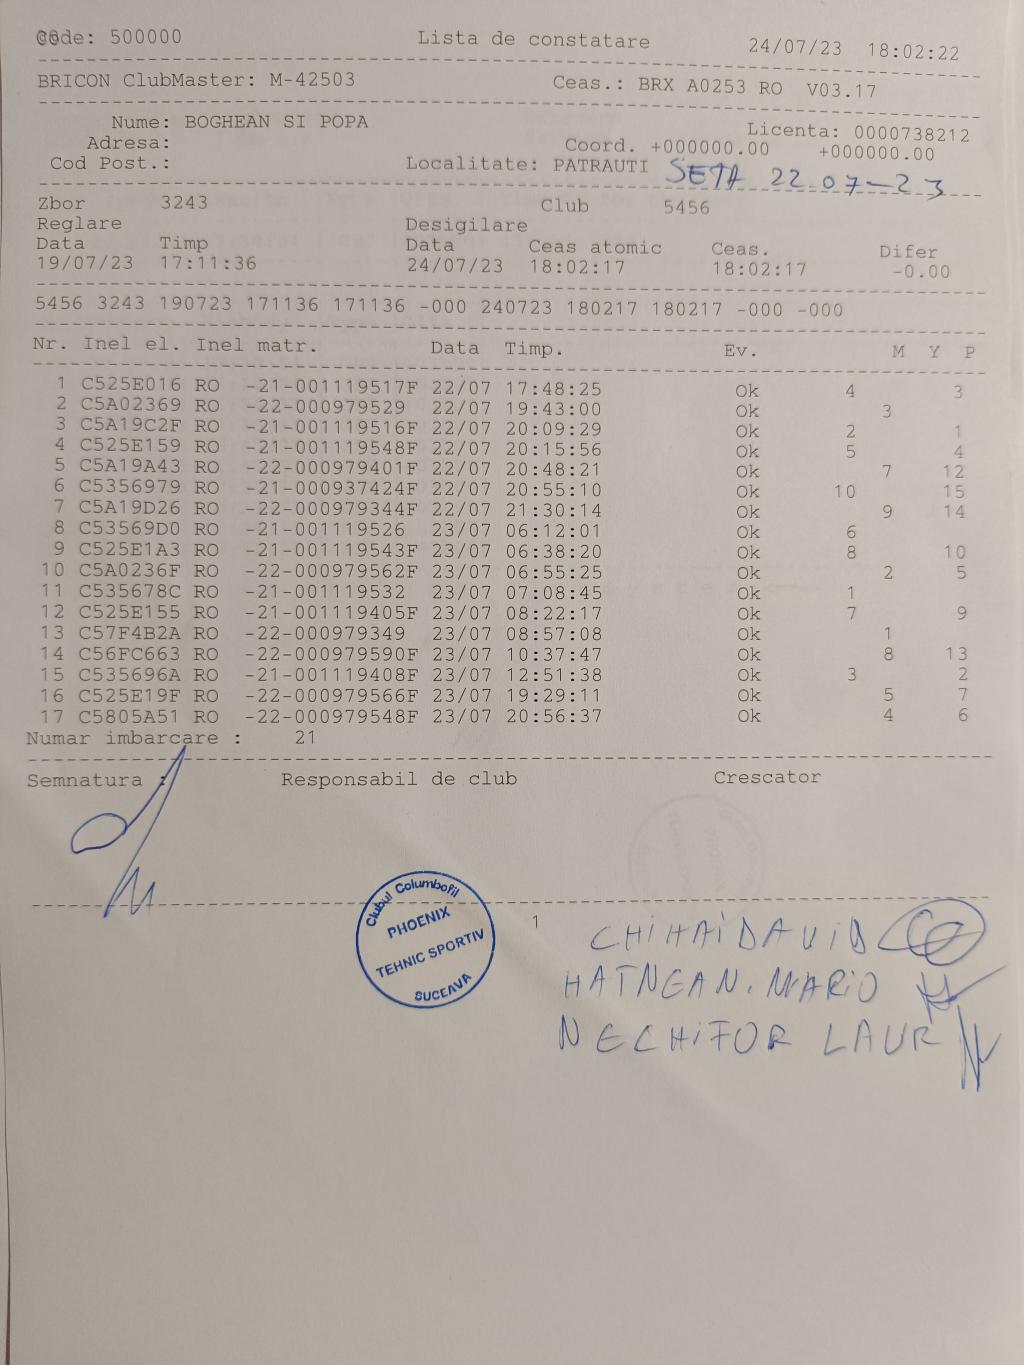 Code: 500000 Lista de constatare 24/07/23 18:02:22
BRICON ClubMaster: M-42503 Ceas.: BRX A0253 RO V03.17
Nume: BOGHEAN SI POPA Licenta: 0000738212
Adresa: Coord. +000000.00 +000000.00
Cod Post.: Localitate: PATRAUTI SETA 22.07-23
Zbor 3243 Club 5456
Reglare Desigilare
Data Timp Data Ceas atomic Ceas. Difer
19/07/23 17:11:36 24/07/23 18:02:17 18:02:17 -0.00
5456 3243 190723 171136 171136 -000 240723 180217 180217 -000 -000
Nr. Inel el. Inel matr. Data Timp. Ev. M Y P
1 C525E016 RO -21-001119517F 22/07 17:48:25 Ok 4 3
2 C5A02369 RO -22-000979529 22/07 19:43:00 Ok 3
3 C5A19C2F RO -21-001119516F 22/07 20:09:29 Ok 2 1
4 C525E159 RO -21-001119548F 22/07 20:15:56 Ok 5 4
5 C5A19A43 RO -22-000979401F 22/07 20:48:21 Ok 7 12
6 C5356979 RO -21-000937424F 22/07 20:55:10 Ok 10 15
7 C5A19D26 RO -22-000979344F 22/07 21:30:14 Ok 9 14
8 C53569D0 RO -21-001119526 23/07 06:12:01 Ok 6
9 C525E1A3 RO -21-001119543F 23/07 06:38:20 Ok 8 10
10 C5A0236F RO -22-000979562F 23/07 06:55:25 Ok 2 5
11 C535678C RO -21-001119532 23/07 07:08:45 Ok 1
12 C525E155 RO -21-001119405F 23/07 08:22:17 Ok 7 9
13 C57F4B2A RO -22-000979349 23/07 08:57:08 Ok 1
14 C56FC663 RO -22-000979590F 23/07 10:37:47 Ok 8 13
15 C535696A RO -21-001119408F 23/07 12:51:38 Ok 3 2
16 C525E19F RO -22-000979566F 23/07 19:29:11 Ok 5 7
17 C5805A51 RO -22-000979548F 23/07 20:56:37 Ok 4 6
Numar imbarcare : 21
Semnatura : Responsabil de club Crescator
Clubul Columbofil
PHOENIX
TEHNIC SPORTIV
SUCEAVA
1
CHIHAI DAVID
HATNEAN. MARIO
NECHIFOR LAUR